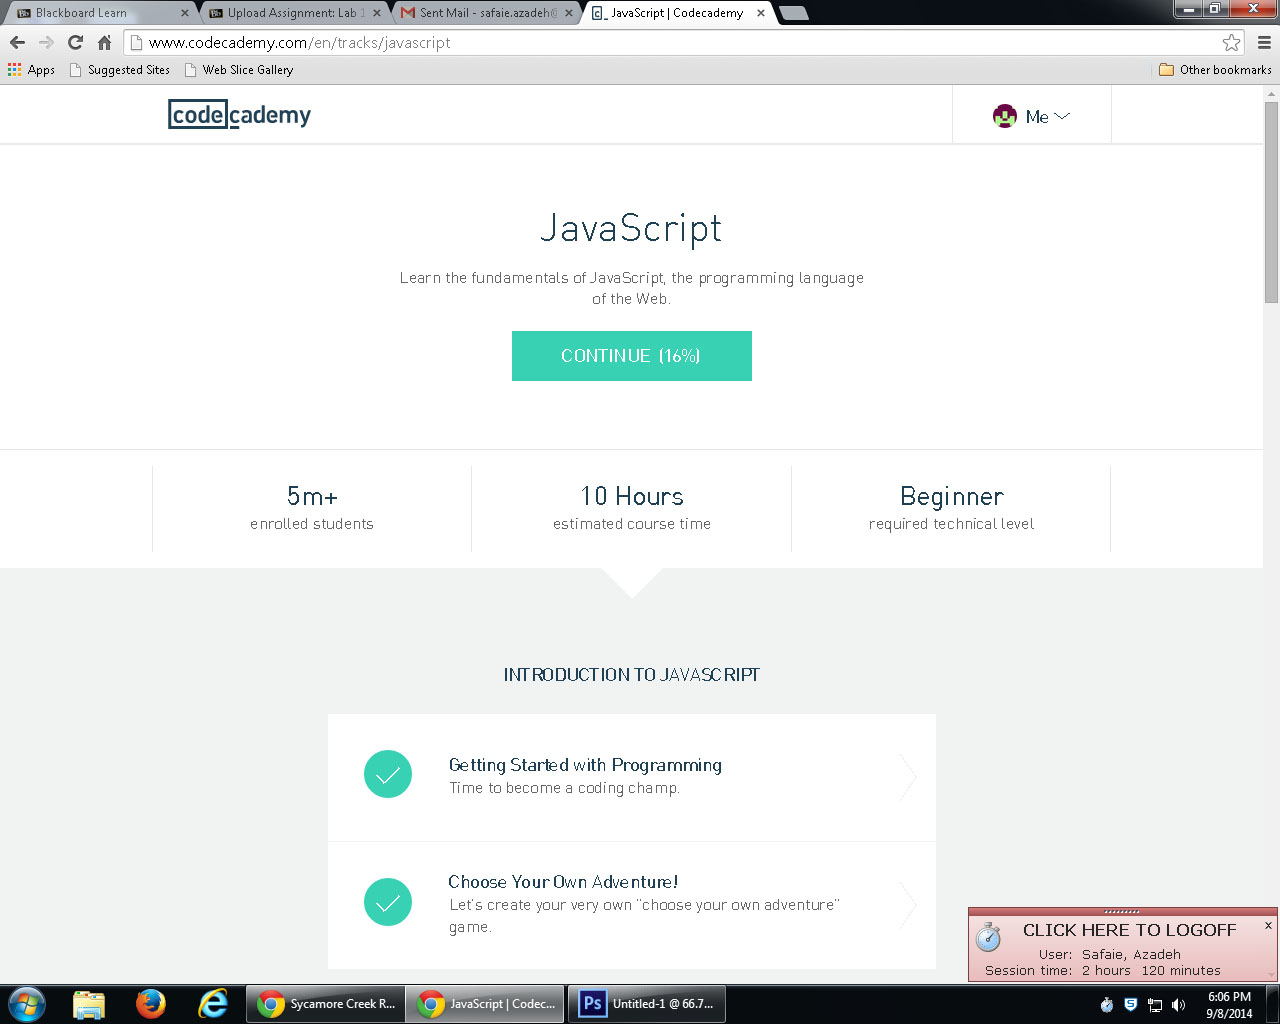 Blackboard Learn
Upload Assignment: Lab 1
Sent Mail - safaie.azadeh@
JavaScript | Codecademy
www.codecademy.com/en/tracks/javascript
Apps
Suggested Sites
Web Slice Gallery
Other bookmarks
codecademy
Me
JavaScript
Learn the fundamentals of JavaScript, the programming language
of the Web.
CONTINUE (16%)
5m+
enrolled students
10 Hours
estimated course time
Beginner
required technical level
INTRODUCTION TO JAVASCRIPT
Getting Started with Programming
Time to become a coding champ.
Choose Your Own Adventure!
Let's create your very own "choose your own adventure"
game.
CLICK HERE TO LOGOFF
User: Safaie, Azadeh
Session time: 2 hours 120 minutes
Sycamore Creek R...
JavaScript | Codec...
Ps
Untitled-1 @ 66.7...
6:06 PM
9/8/2014